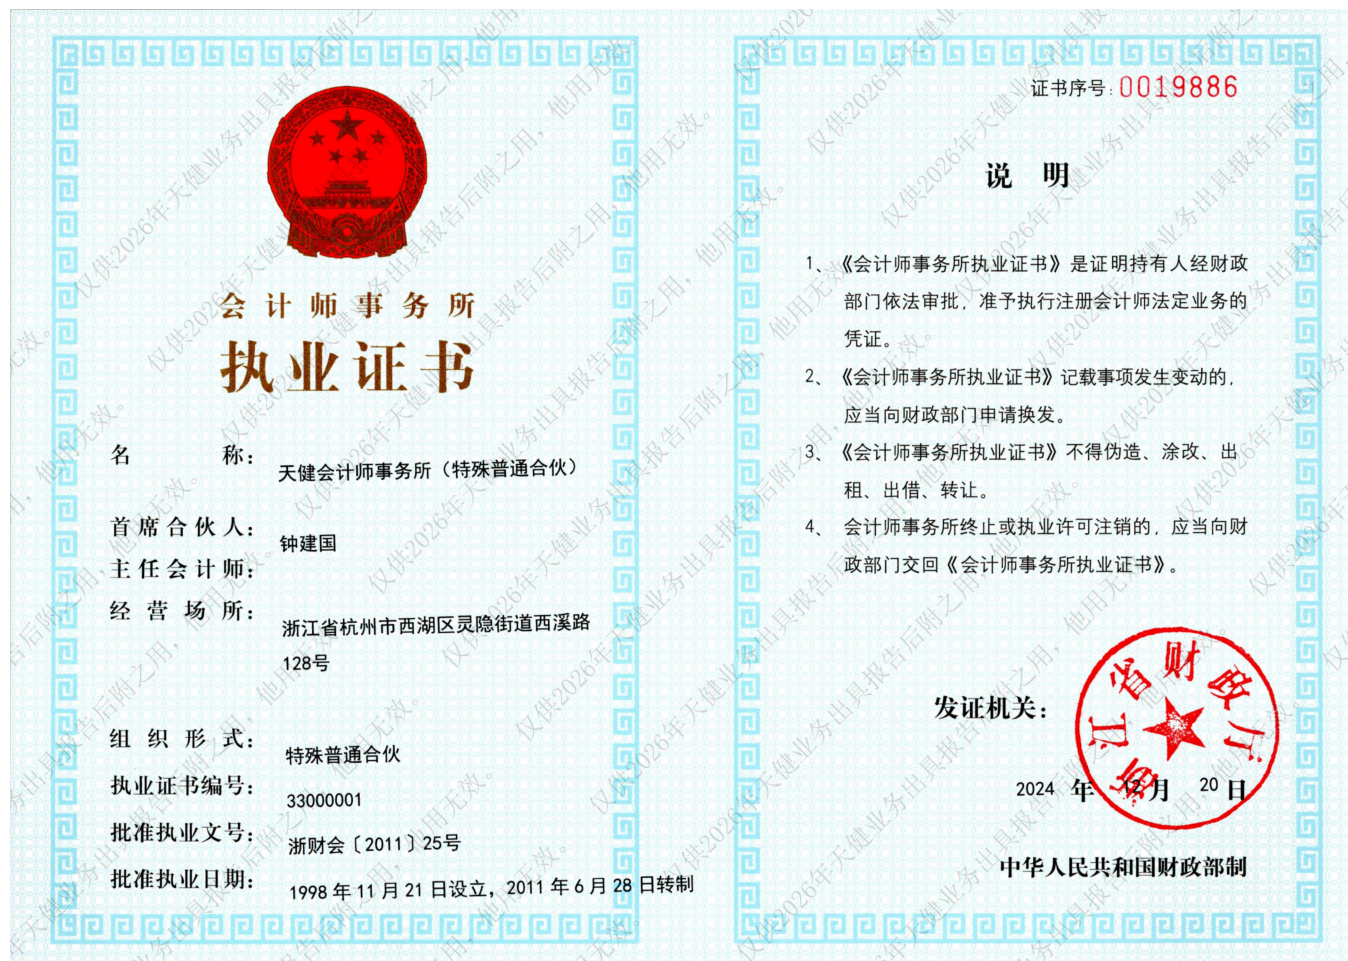 会计师事务所
执业证书
名 称：
天健会计师事务所（特殊普通合伙）
首席合伙人：
钟建国
主任会计师：
经营场所：
浙江省杭州市西湖区灵隐街道西溪路
128号
组织形式：
特殊普通合伙
执业证书编号：
33000001
批准执业文号：
浙财会〔2011〕25号
批准执业日期：
1998年11月21日设立，2011年6月28日转制
证书序号：0019886
说 明
1、《会计师事务所执业证书》是证明持有人经财政
部门依法审批，准予执行注册会计师法定业务的
凭证。
2、《会计师事务所执业证书》记载事项发生变动的，
应当向财政部门申请换发。
3、《会计师事务所执业证书》不得伪造、涂改、出
租、出借、转让。
4、会计师事务所终止或执业许可注销的，应当向财
政部门交回《会计师事务所执业证书》。
发证机关：
浙江省财政厅
2024年12月20日
中华人民共和国财政部制
仅供2026年天健业务出具报告后附之用，他用无效。